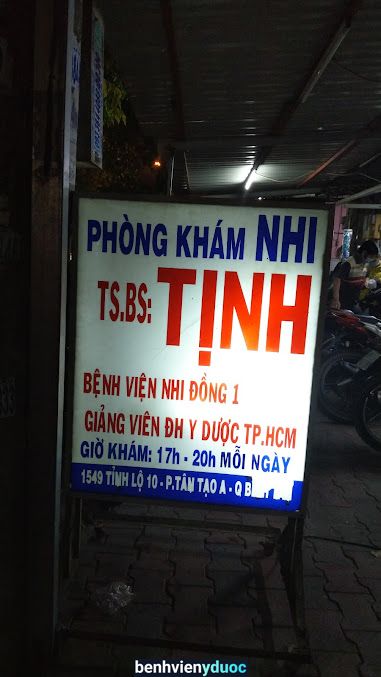 PHÒNG KHÁM NHI
TS.BS: TỊNH
BỆNH VIỆN NHI ĐỒNG 1
GIẢNG VIÊN ĐH Y DƯỢC TP.HCM
GIỜ KHÁM: 17h - 20h MỖI NGÀY
1549 TỈNH LỘ 10 - P.TÂN TẠO A - Q B
benhvienyduoc